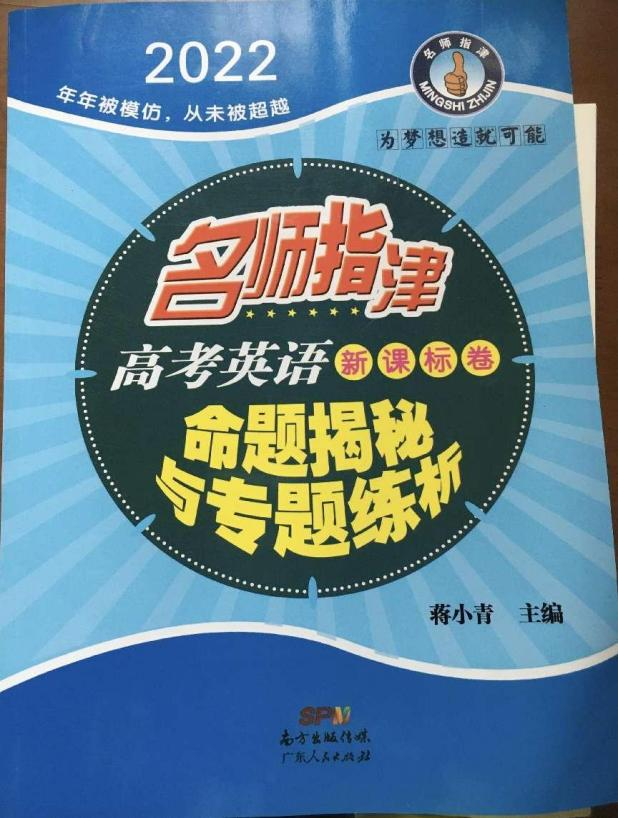 2022
年年被模仿，从未被超越
名师指津
MINGSHI ZHIJIN
为梦想造就可能
名师指津
高考英语新课标卷
命题揭秘
与专题练析
蒋小青 主编
SPM
南方出版传媒
广东人民出版社